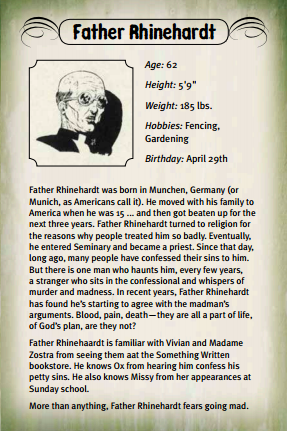 Father Rhinehardt
Age: 62
Height: 5'9"
Weight: 185 lbs.
Hobbies: Fencing,
Gardening
Birthday: April 29th
Father Rhinehardt was born in Munchen, Germany (or
Munich, as Americans call it). He moved with his family to
America when he was 15 ... and then got beaten up for the
next three years. Father Rhinehardt turned to religion for
the reasons why people treated him so badly. Eventually,
he entered Seminary and became a priest. Since that day,
long ago, many people have confessed their sins to him.
But there is one man who haunts him, every few years,
a stranger who sits in the confessional and whispers of
murder and madness. In recent years, Father Rhinehardt
has found he's starting to agree with the madman's
arguments. Blood, pain, death—they are all a part of life,
of God's plan, are they not?
Father Rhinehaardt is familiar with Vivian and Madame
Zostra from seeing them aat the Something Written
bookstore. He knows Ox from hearing him confess his
petty sins. He also knows Missy from her appearances at
Sunday school.
More than anything, Father Rhinehardt fears going mad.